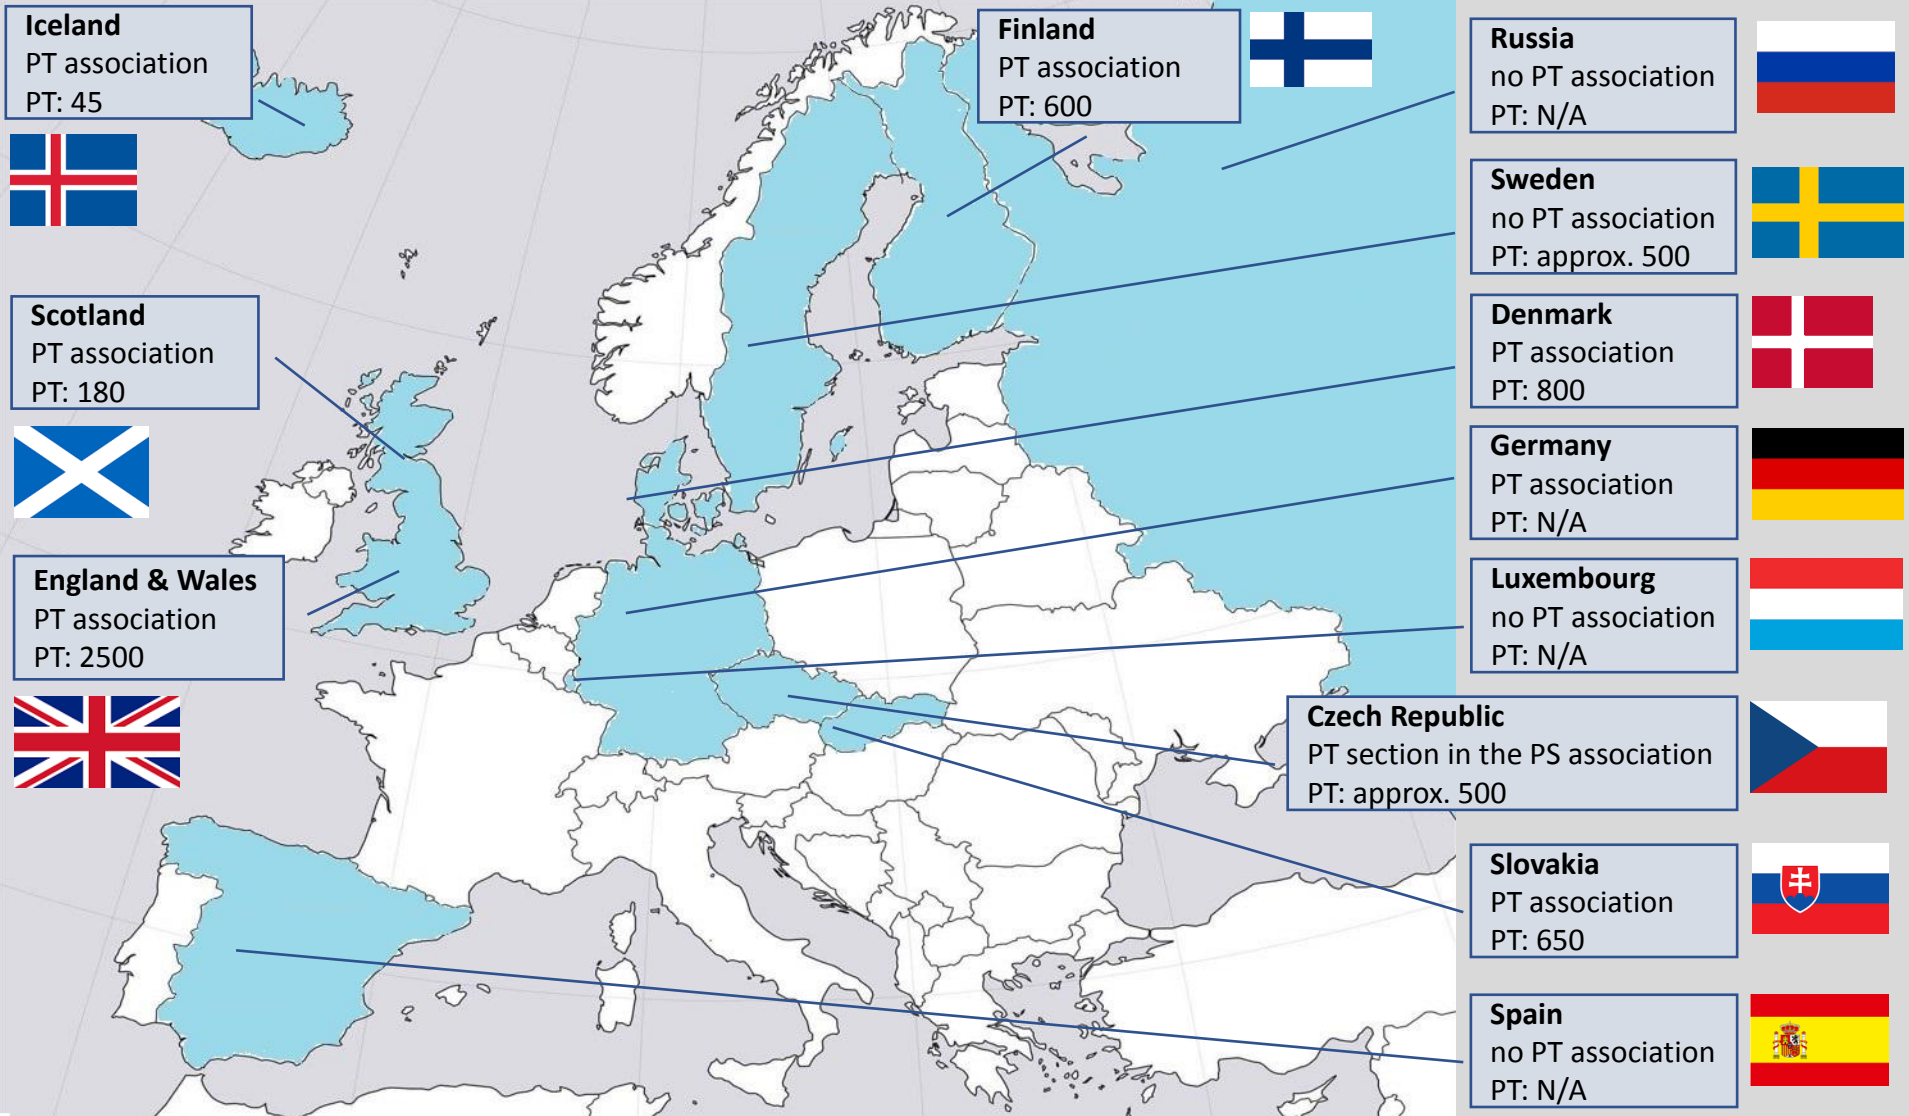 Iceland
PT association
PT: 45
Finland
PT association
PT: 600
Russia
no PT association
PT: N/A
Sweden
no PT association
PT: approx. 500
Scotland
PT association
PT: 180
Denmark
PT association
PT: 800
Germany
PT association
PT: N/A
England & Wales
PT association
PT: 2500
Luxembourg
no PT association
PT: N/A
Czech Republic
PT section in the PS association
PT: approx. 500
Slovakia
PT association
PT: 650
Spain
no PT association
PT: N/A